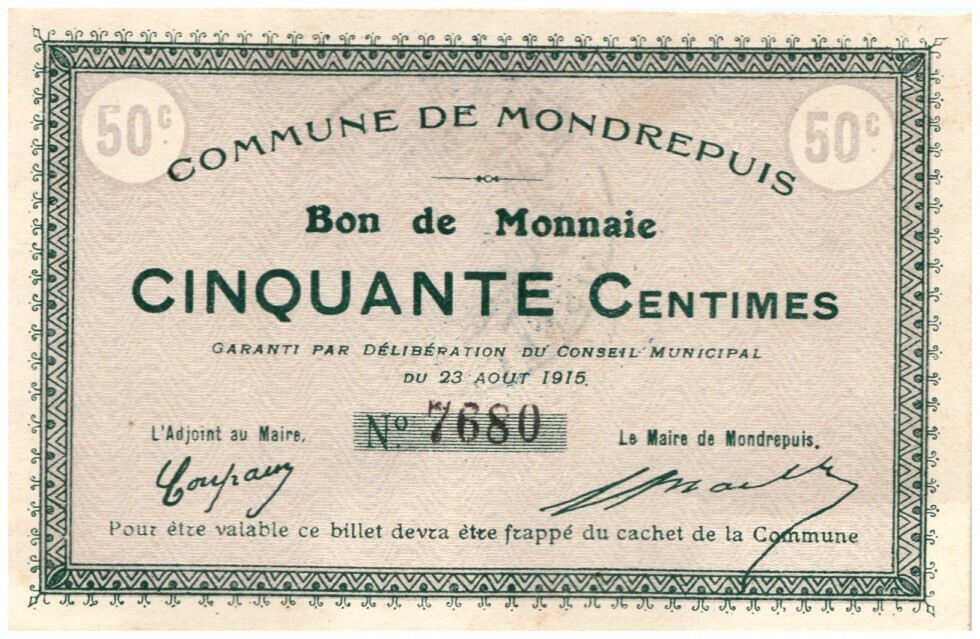 50c
50c
COMMUNE DE MONDREPUIS
Bon de Monnaie
CINQUANTE CENTIMES
GARANTI PAR DÉLIBÉRATION DU CONSEIL MUNICIPAL
DU 23 AOUT 1915.
L'Adjoint au Maire,
No. 7680
Le Maire de Mondrepuis,
Pour être valable ce billet devra être frappé du cachet de la Commune